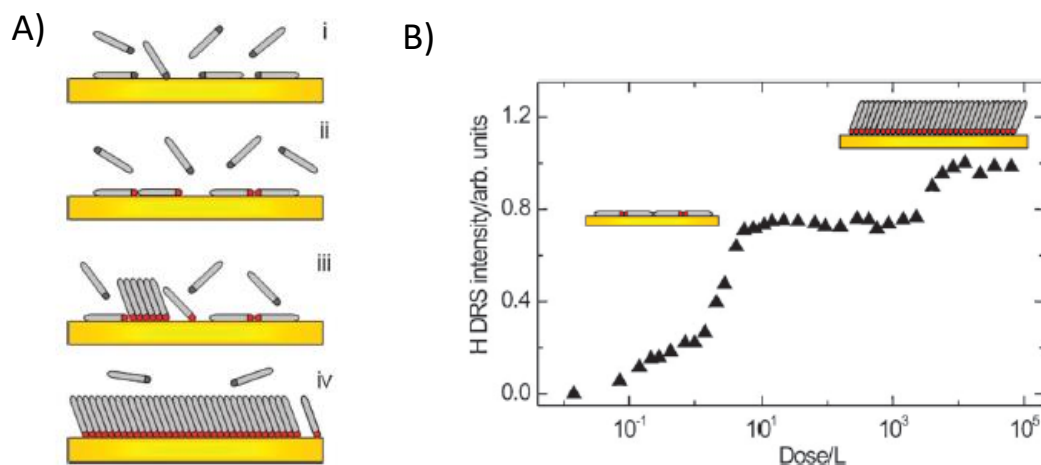 A)
i
ii
iii
iv
B)
H DRS intensity/arb. units
1.2
0.8
0.4
0.0
10⁻¹ 10¹ 10³ 10⁵
Dose/L